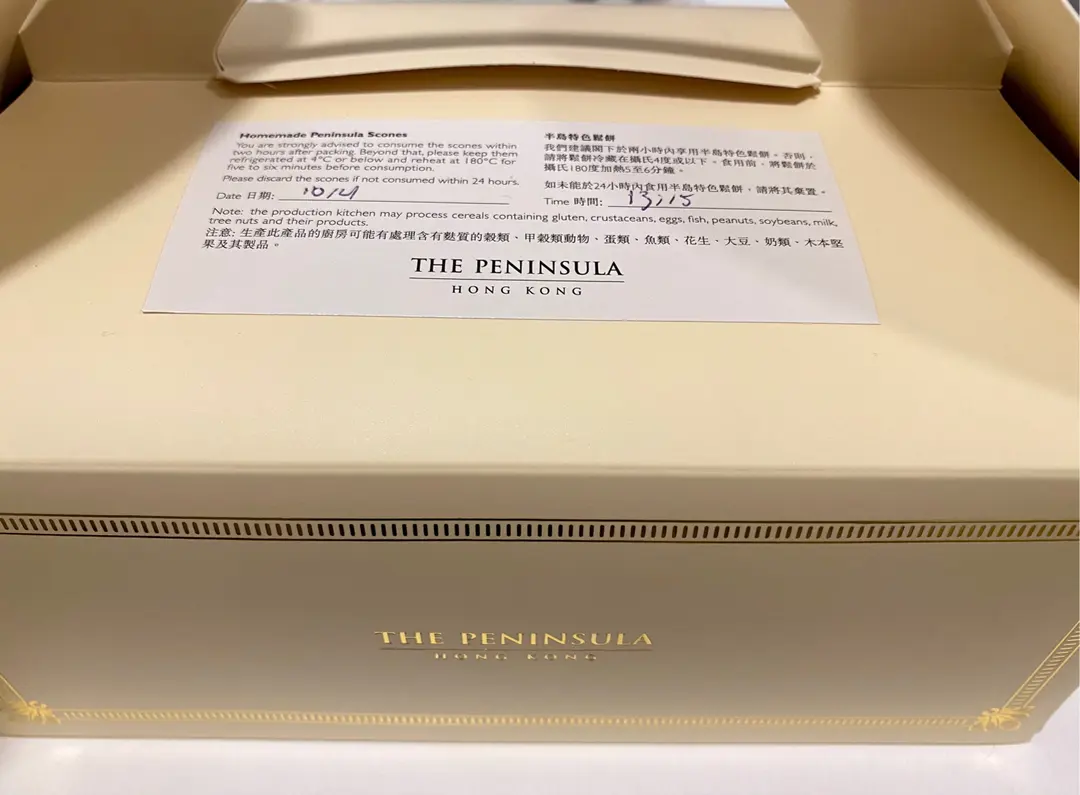 Homemade Peninsula Scones
You are strongly advised to consume the scones within
two hours after packing. Beyond that, please keep them
refrigerated at 4°C or below and reheat at 180°C for
five to six minutes before consumption.
Please discard the scones if not consumed within 24 hours.
Date 日期: 10/4
半島特色鬆餅
我們建議閣下於兩小時內享用半島特色鬆餅。否則，
請將鬆餅冷藏在攝氏4度或以下。食用前，將鬆餅於
攝氏180度加熱5至6分鐘。
如未能於24小時內食用半島特色鬆餅，請將其棄置。
Time 時間: 13:15
Note: the production kitchen may process cereals containing gluten, crustaceans, eggs, fish, peanuts, soybeans, milk,
tree nuts and their products.
注意: 生產此產品的廚房可能有處理含有麩質的穀類、甲殼類動物、蛋類、魚類、花生、大豆、奶類、木本堅
果及其製品。
THE PENINSULA
HONG KONG
THE PENINSULA
HONG KONG